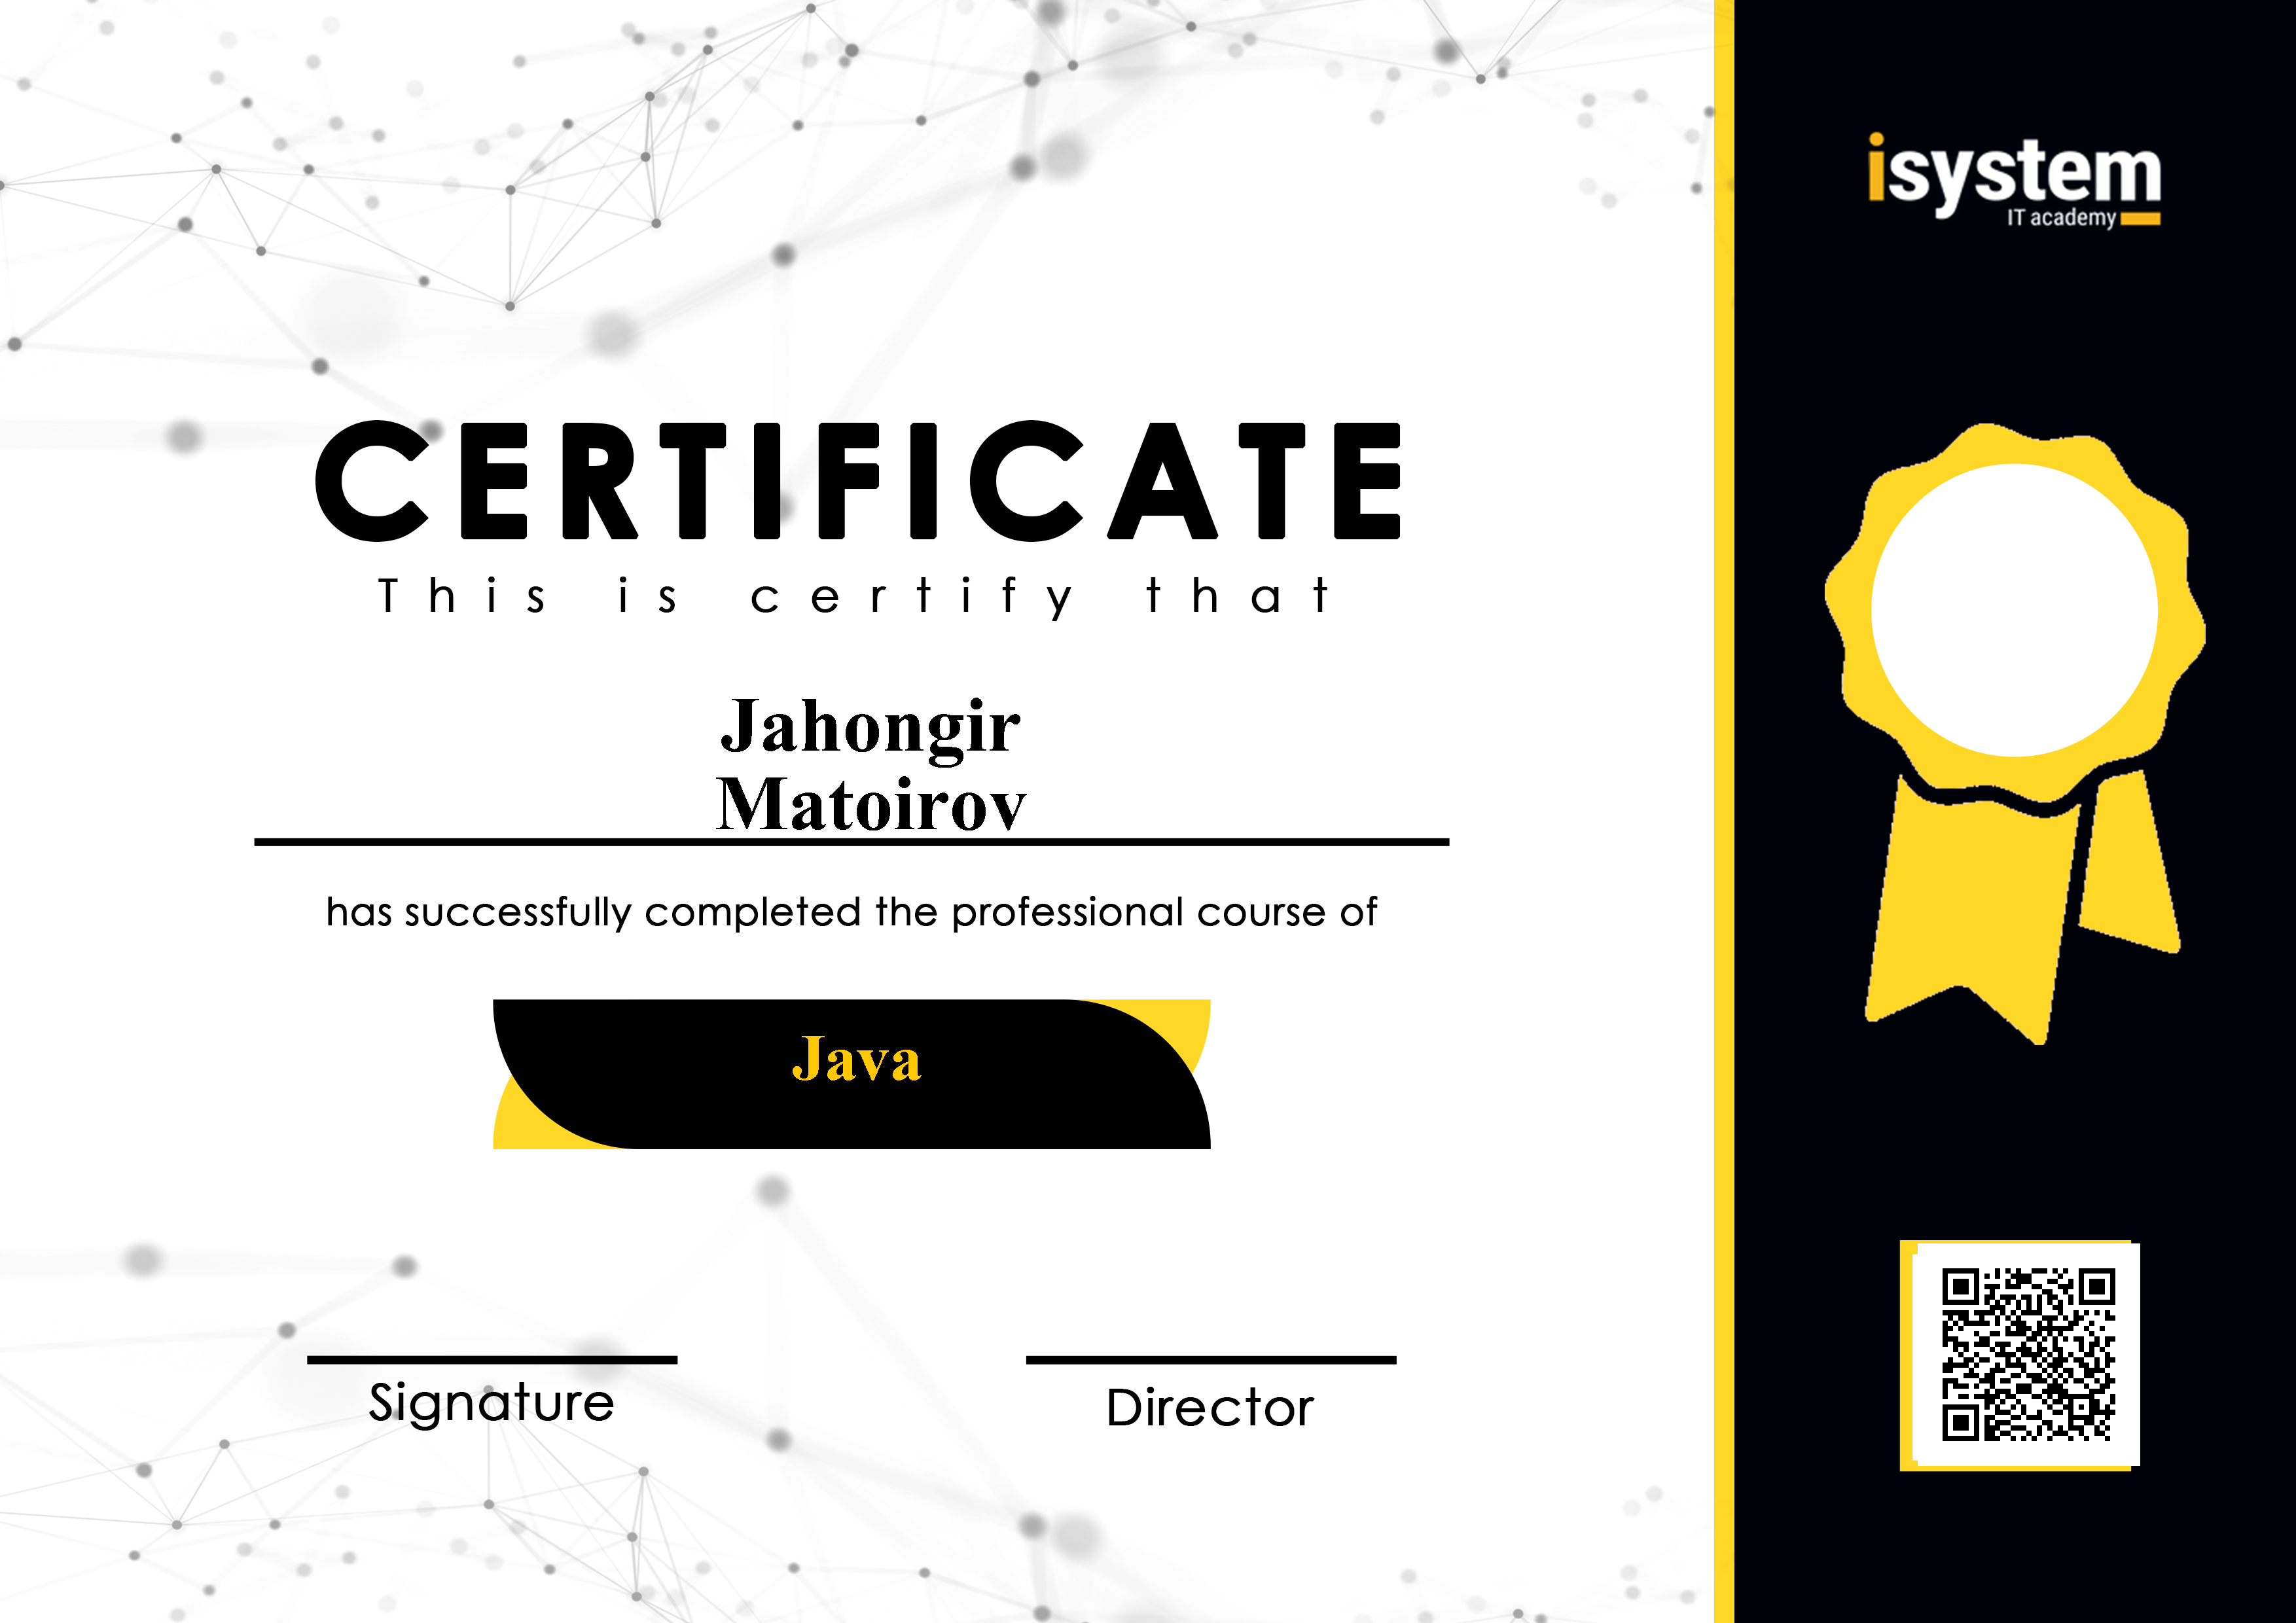 isystem
IT academy
CERTIFICATE
This is certify that
Jahongir
Matoirov
has successfully completed the professional course of
Java
Signature
Director